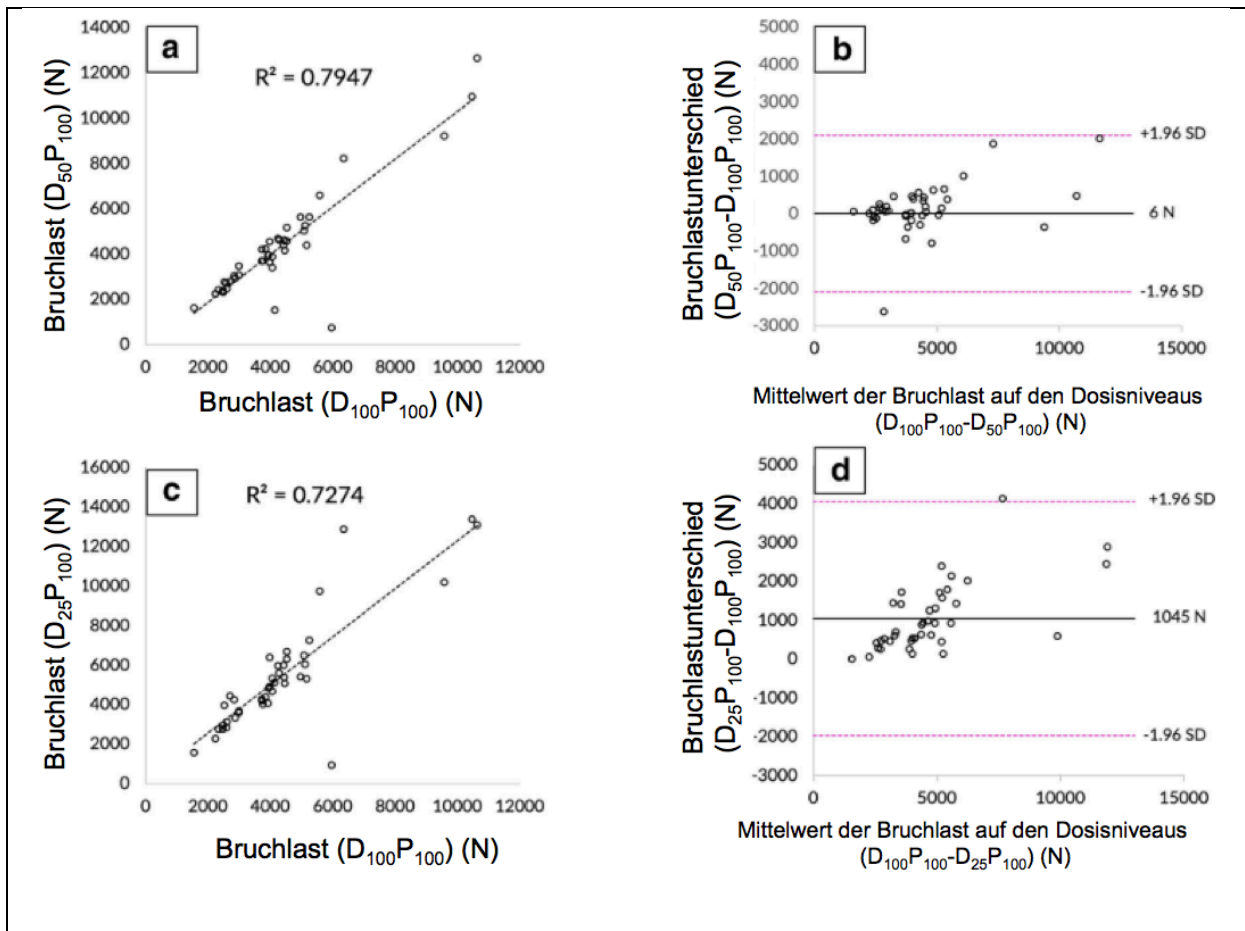 a
R² = 0.7947
Bruchlast (D₅₀P₁₀₀) (N)
14000
12000
10000
8000
6000
4000
2000
0
0 2000 4000 6000 8000 10000 12000
Bruchlast (D₁₀₀P₁₀₀) (N)
b
Bruchlastunterschied
(D₅₀P₁₀₀-D₁₀₀P₁₀₀) (N)
5000
4000
3000
2000
1000
0
-1000
-2000
-3000
+1.96 SD
6 N
-1.96 SD
0 5000 10000 15000
Mittelwert der Bruchlast auf den Dosisniveaus
(D₁₀₀P₁₀₀-D₅₀P₁₀₀) (N)
c
R² = 0.7274
Bruchlast (D₂₅P₁₀₀) (N)
16000
14000
12000
10000
8000
6000
4000
2000
0
0 2000 4000 6000 8000 10000 12000
Bruchlast (D₁₀₀P₁₀₀) (N)
d
Bruchlastunterschied
(D₂₅P₁₀₀-D₁₀₀P₁₀₀) (N)
5000
4000
3000
2000
1000
0
-1000
-2000
-3000
+1.96 SD
1045 N
-1.96 SD
0 5000 10000 15000
Mittelwert der Bruchlast auf den Dosisniveaus
(D₁₀₀P₁₀₀-D₂₅P₁₀₀) (N)